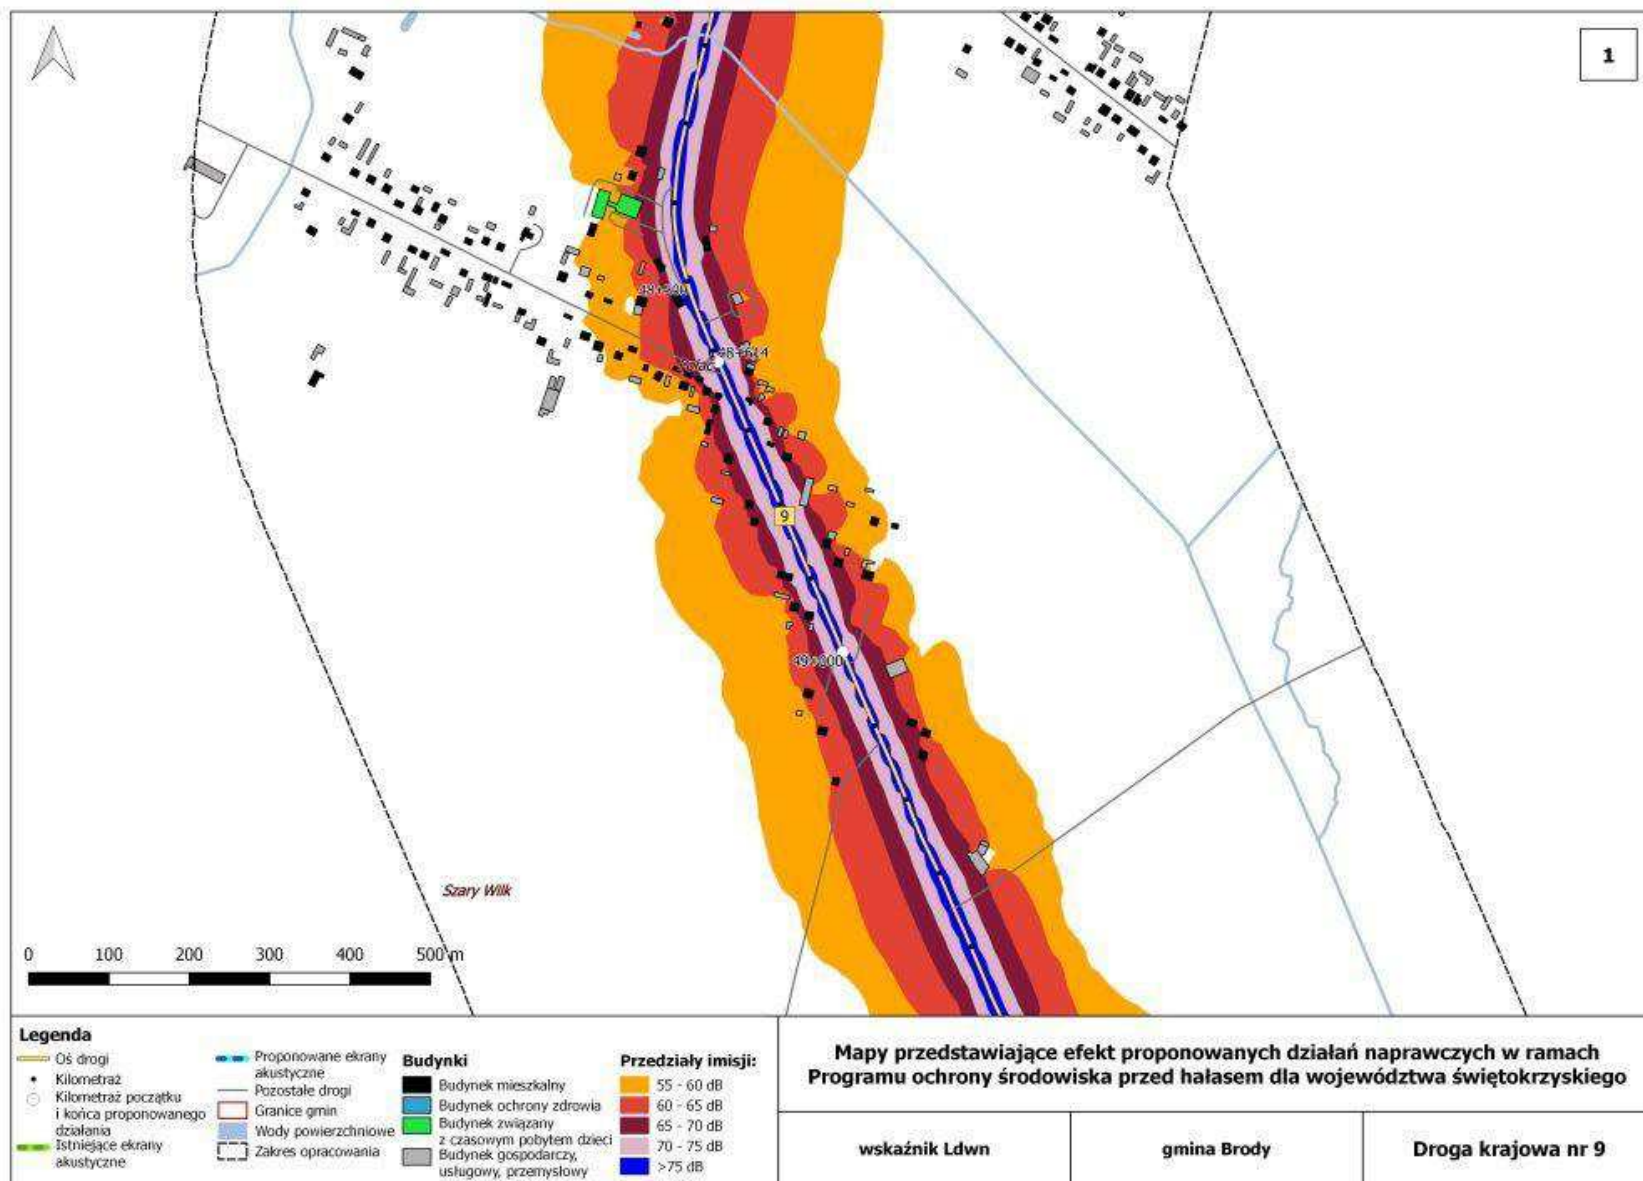 1
48+614
9
49+000
Szary Wilk
0 100 200 300 400 500 m
Legenda
Oś drogi
Kilometraż
Kilometraż początku
i końca proponowanego
działania
Istniejące ekrany
akustyczne
Proponowane ekrany
akustyczne
Pozostałe drogi
Granice gmin
Wody powierzchniowe
Zakres opracowania
Budynki
Budynek mieszkalny
Budynek ochrony zdrowia
Budynek związany
z czasowym pobytem dzieci
Budynek gospodarczy,
usługowy, przemysłowy
Przedziały imisji:
55 - 60 dB
60 - 65 dB
65 - 70 dB
70 - 75 dB
>75 dB
Mapy przedstawiające efekt proponowanych działań naprawczych w ramach
Programu ochrony środowiska przed hałasem dla województwa świętokrzyskiego
wskaźnik Ldwn
gmina Brody
Droga krajowa nr 9